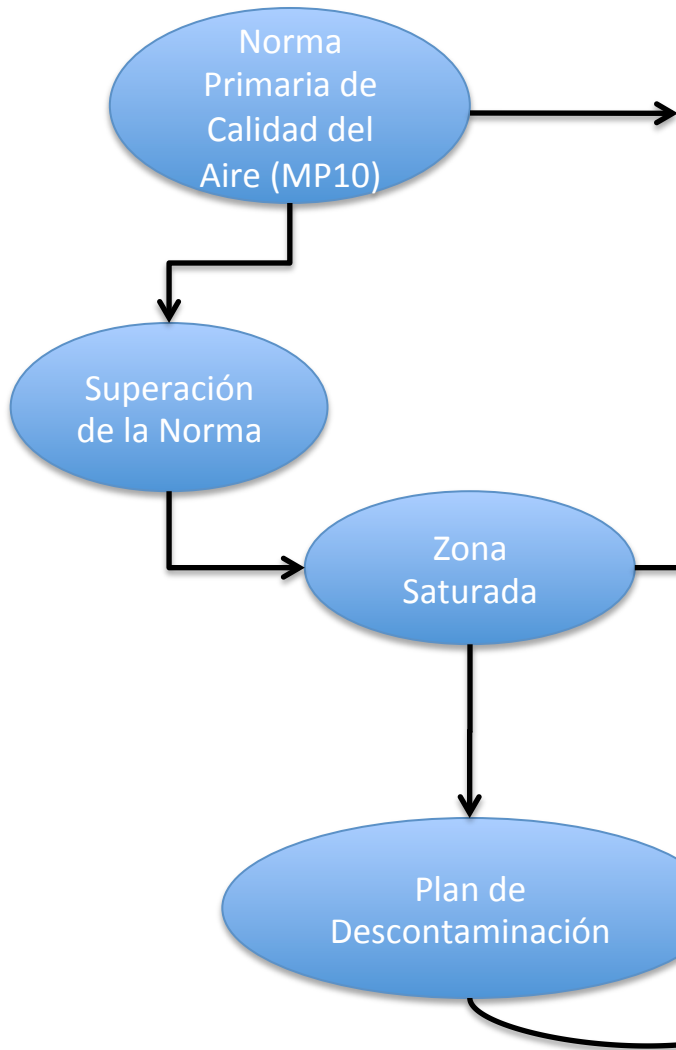 Norma
Primaria de
Calidad del
Aire (MP10)
Superación
de la Norma
Zona
Saturada
Plan de
Descontaminación